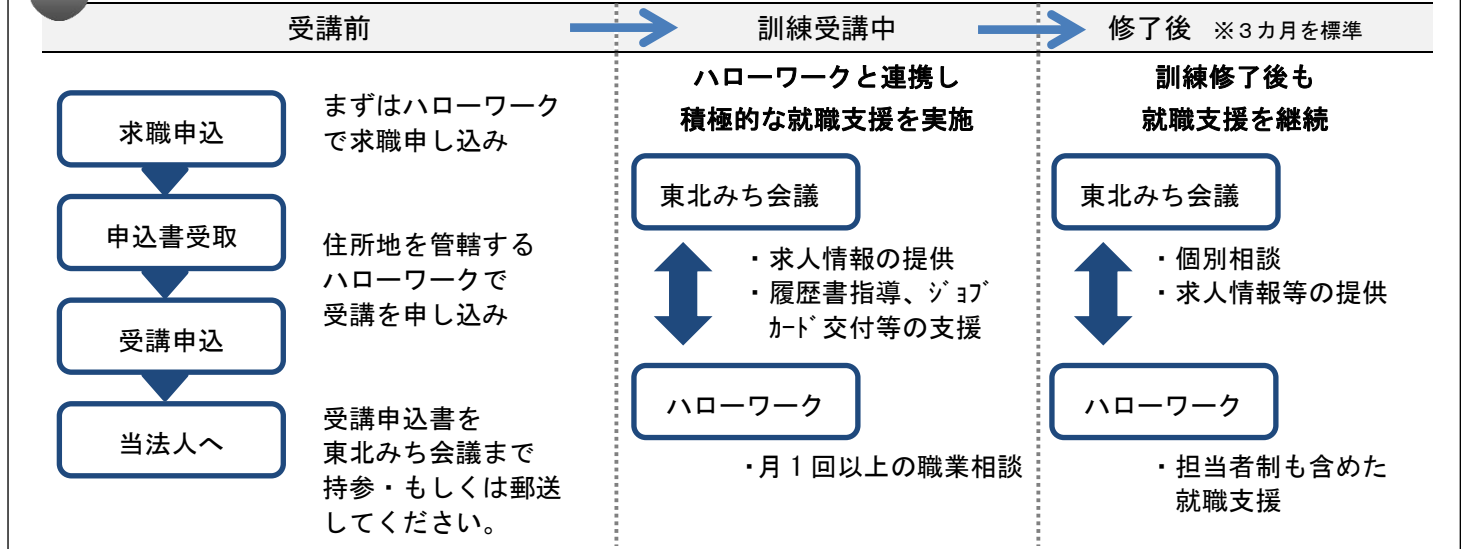 受講前
訓練受講中
修了後 ※3カ月を標準
求職申込
まずはハローワーク
で求職申し込み
申込書受取
受講申込
住所地を管轄する
ハローワークで
受講を申し込み
当法人へ
受講申込書を
東北みち会議まで
持参・もしくは郵送
してください。
ハローワークと連携し
積極的な就職支援を実施
東北みち会議
・求人情報の提供
・履歴書指導、ジョブ
カード交付等の支援
ハローワーク
・月1回以上の職業相談
訓練修了後も
就職支援を継続
東北みち会議
・個別相談
・求人情報等の提供
ハローワーク
・担当者制も含めた
就職支援